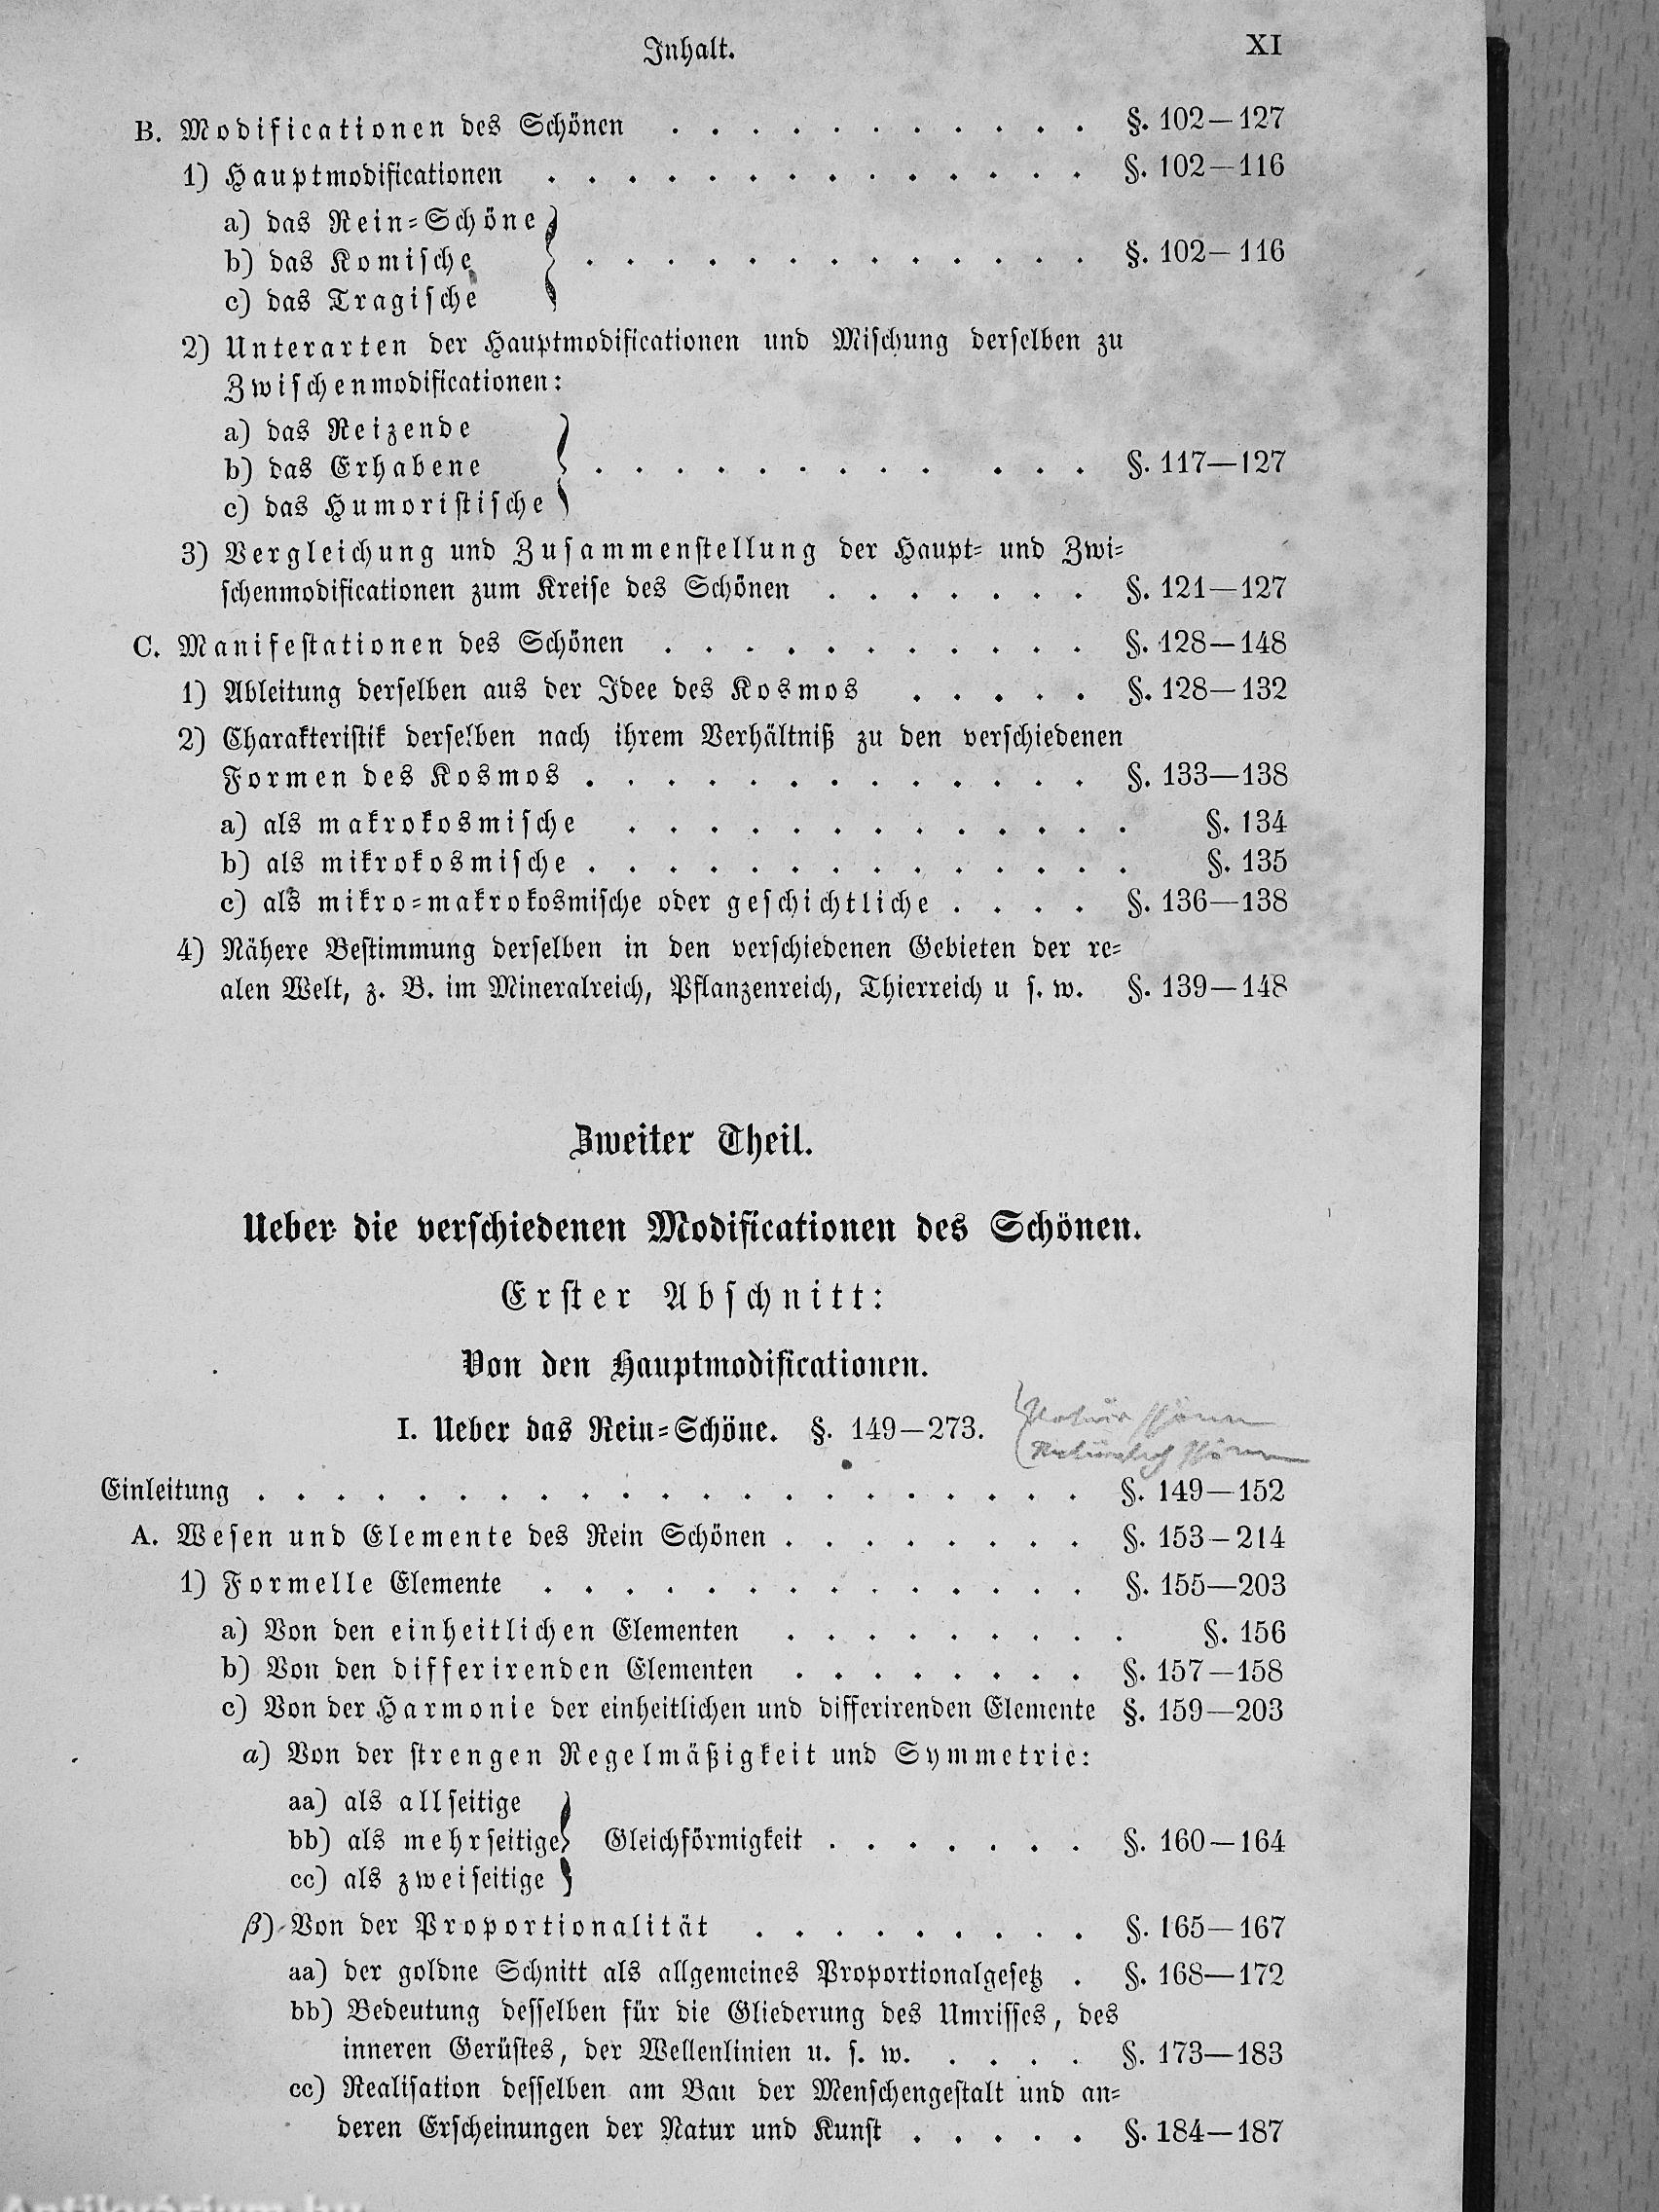 Inhalt. XI
B. Modificationen des Schönen . . . . . . . . . . . §. 102—127
1) Hauptmodificationen . . . . . . . . . . . . . . §. 102—116
a) das Rein-Schöne
b) das Komische . . . . . . . . . . . . . §. 102—116
c) das Tragische
2) Unterarten der Hauptmodificationen und Mischung derselben zu
Zwischenmodificationen:
a) das Reizende
b) das Erhabene . . . . . . . . . . . . §. 117—127
c) das Humoristische
3) Vergleichung und Zusammenstellung der Haupt- und Zwi-
schenmodificationen zum Kreise des Schönen . . . . . . . §. 121—127
C. Manifestationen des Schönen . . . . . . . . . . . §. 128—148
1) Ableitung derselben aus der Idee des Kosmos . . . . . §. 128—132
2) Charakteristik derselben nach ihrem Verhältniß zu den verschiedenen
Formen des Kosmos . . . . . . . . . . . . . §. 133—138
a) als makrokosmische . . . . . . . . . . . . . §. 134
b) als mikrokosmische . . . . . . . . . . . . . . §. 135
c) als mikro-makrokosmische oder geschichtliche . . . . §. 136—138
4) Nähere Bestimmung derselben in den verschiedenen Gebieten der re-
alen Welt, z. B. im Mineralreich, Pflanzenreich, Thierreich u s. w. §. 139—148
Zweiter Theil.
Ueber die verschiedenen Modificationen des Schönen.
Erster Abschnitt:
Von den Hauptmodificationen.
I. Ueber das Rein-Schöne. §. 149—273.
Einleitung . . . . . . . . . . . . . . . . . . . . . §. 149—152
A. Wesen und Elemente des Rein Schönen . . . . . . . . §. 153—214
1) Formelle Elemente . . . . . . . . . . . . . . §. 155—203
a) Von den einheitlichen Elementen . . . . . . . . . §. 156
b) Von den differirenden Elementen . . . . . . . . §. 157—158
c) Von der Harmonie der einheitlichen und differirenden Elemente §. 159—203
α) Von der strengen Regelmäßigkeit und Symmetrie:
aa) als allseitige
bb) als mehrseitige Gleichförmigkeit . . . . . . . §. 160—164
cc) als zweiseitige
β) Von der Proportionalität . . . . . . . . . §. 165—167
aa) der goldne Schnitt als allgemeines Proportionalgesetz . §. 168—172
bb) Bedeutung desselben für die Gliederung des Umrisses, des
inneren Gerüstes, der Wellenlinien u. s. w. . . . . §. 173—183
cc) Realisation desselben am Bau der Menschengestalt und an-
deren Erscheinungen der Natur und Kunst . . . . . §. 184—187